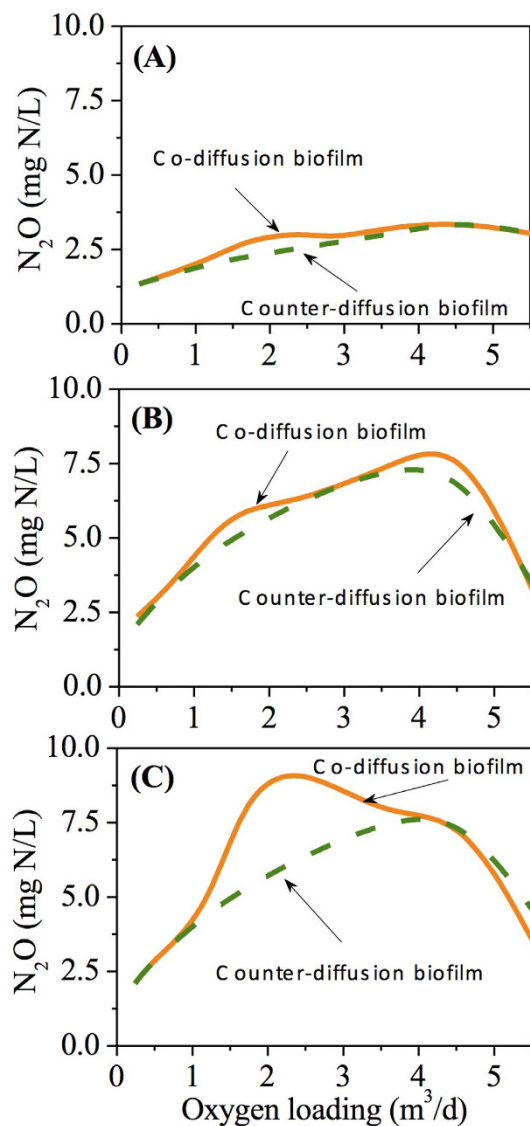 (A)
10.0
7.5
5.0
2.5
0.0
N₂O (mg N/L)
Co-diffusion biofilm
Counter-diffusion biofilm
0 1 2 3 4 5
(B)
10.0
7.5
5.0
2.5
0.0
N₂O (mg N/L)
Co-diffusion biofilm
Counter-diffusion biofilm
0 1 2 3 4 5
(C)
10.0
7.5
5.0
2.5
0.0
N₂O (mg N/L)
Co-diffusion biofilm
Counter-diffusion biofilm
0 1 2 3 4 5
Oxygen loading (m³/d)